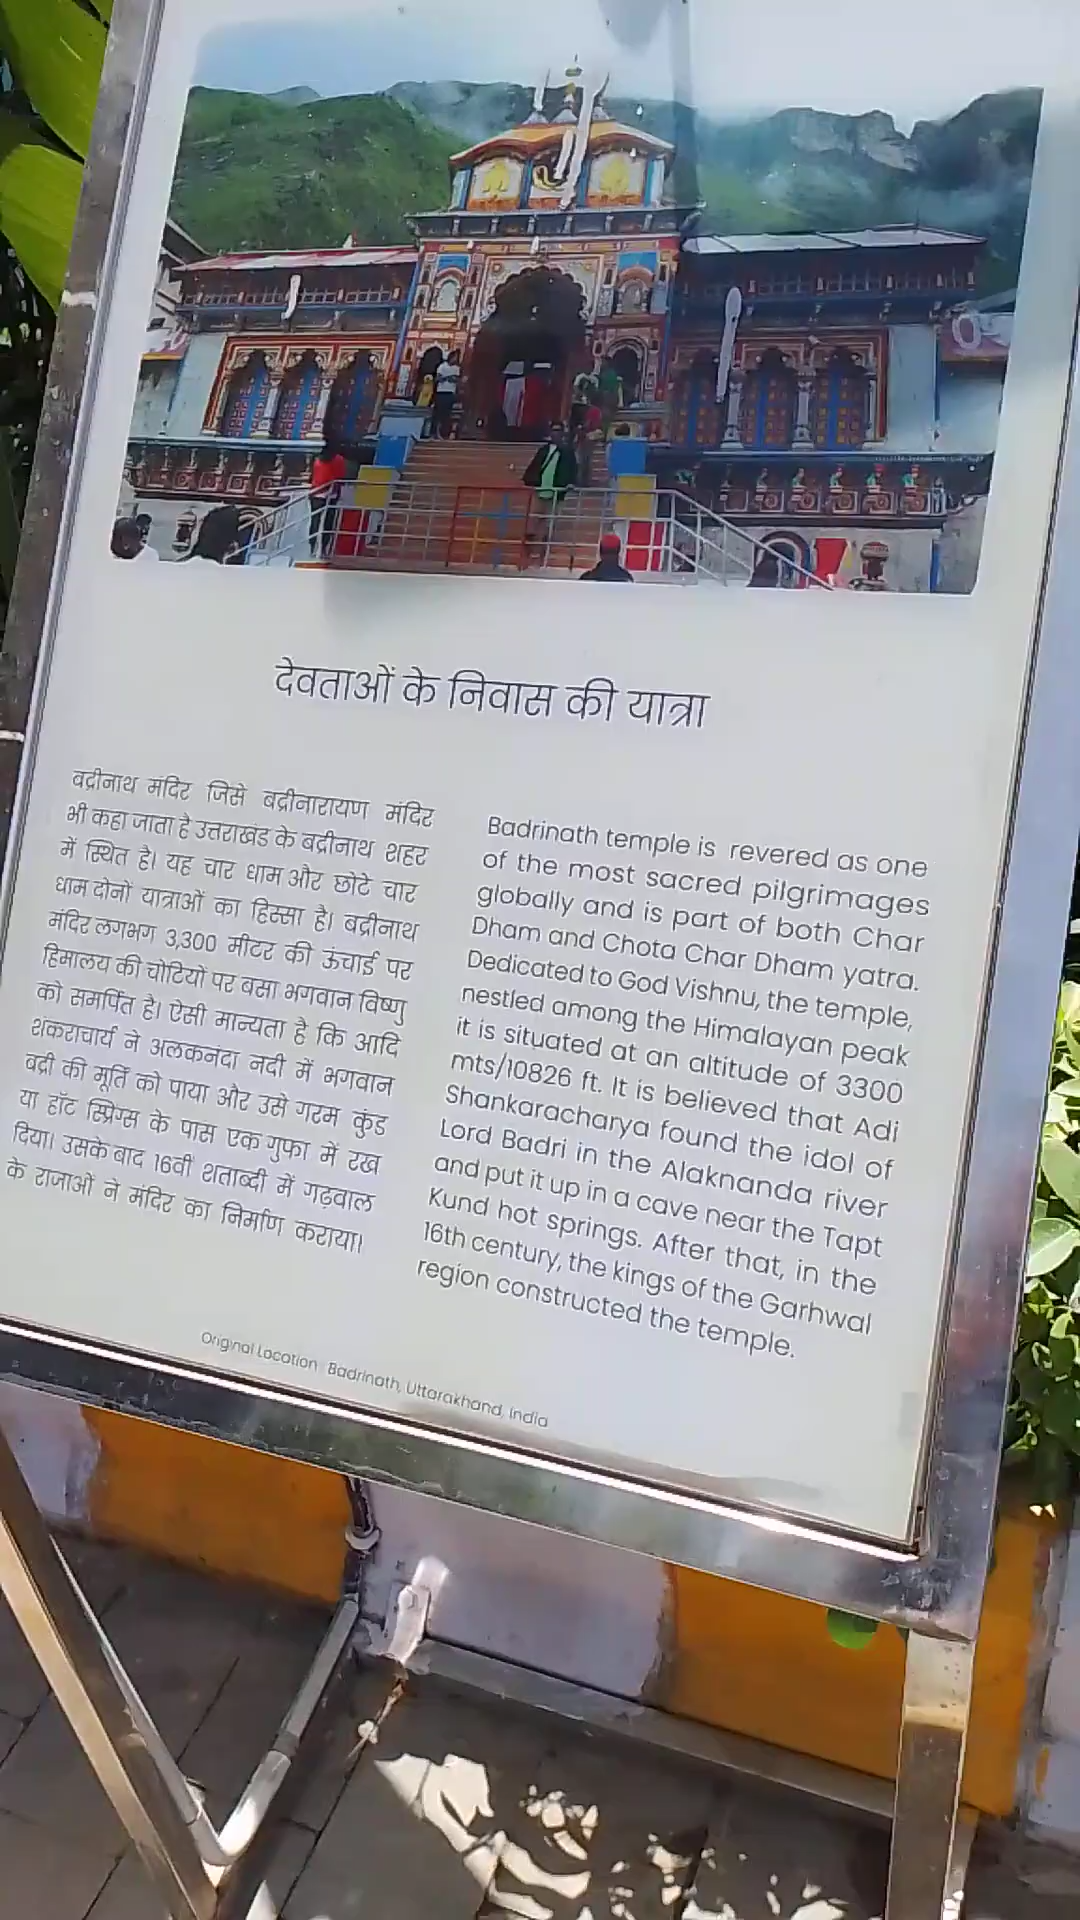 देवताओं के निवास की यात्रा
बद्रीनाथ मंदिर जिसे बद्रीनारायण मंदिर
भी कहा जाता है उत्तराखंड के बद्रीनाथ शहर
में स्थित है। यह चार धाम और छोटे चार
धाम दोनों यात्राओं का हिस्सा है। बद्रीनाथ
मंदिर लगभग 3,300 मीटर की ऊंचाई पर
हिमालय की चोटियों पर बसा भगवान विष्णु
को समर्पित है। ऐसी मान्यता है कि आदि
शंकराचार्य ने अलकनंदा नदी में भगवान
बद्री की मूर्ति को पाया और उसे गरम कुंड
या हॉट स्प्रिंग्स के पास एक गुफा में रख
दिया। उसके बाद 16वीं शताब्दी में गढ़वाल
के राजाओं ने मंदिर का निर्माण कराया।
Badrinath temple is revered as one
of the most sacred pilgrimages
globally and is part of both Char
Dham and Chota Char Dham yatra.
Dedicated to God Vishnu, the temple,
nestled among the Himalayan peak
it is situated at an altitude of 3300
mts/10826 ft. It is believed that Adi
Shankaracharya found the idol of
Lord Badri in the Alaknanda river
and put it up in a cave near the Tapt
Kund hot springs. After that, in the
16th century, the kings of the Garhwal
region constructed the temple.
Original Location : Badrinath, Uttarakhand, India